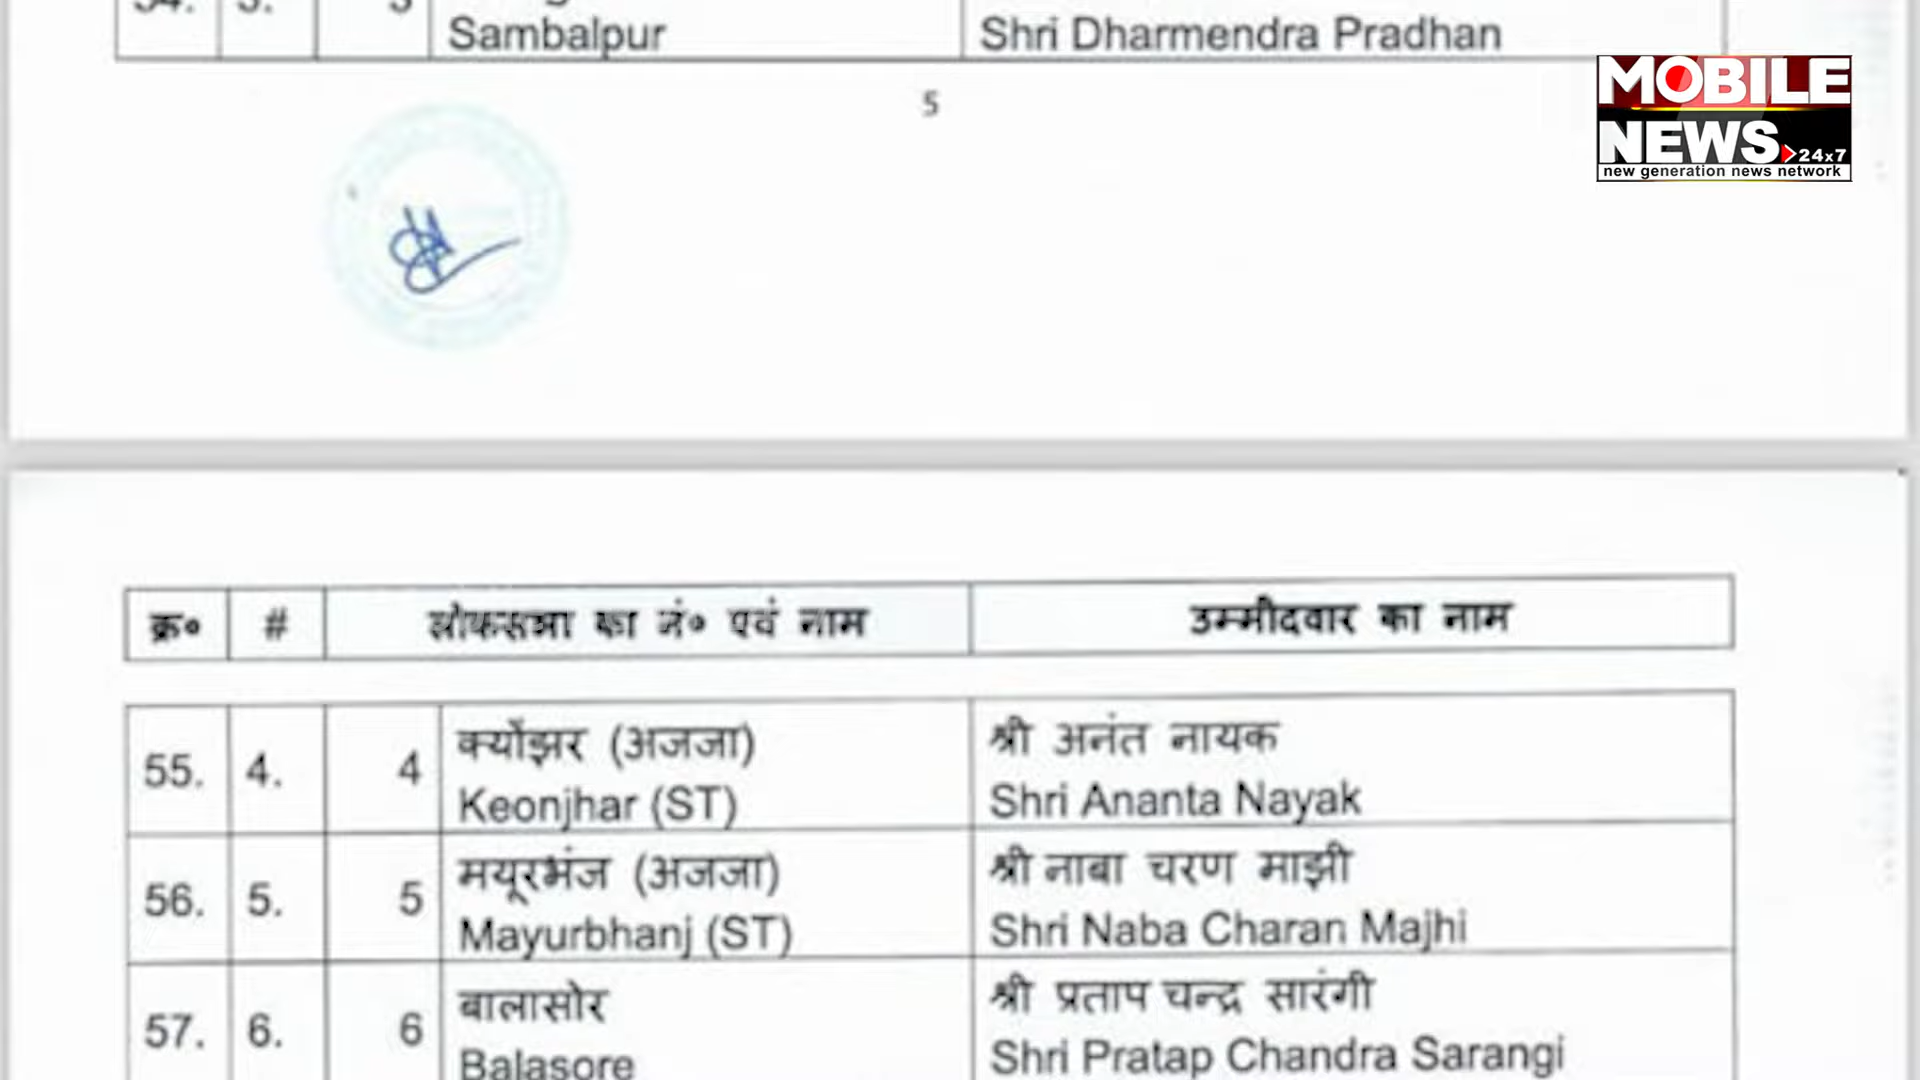 3
Sambalpur
Shri Dharmendra Pradhan
5
MOBILE
NEWS 24x7
new generation news network
क्र० # लोकसभा का नं० एवं नाम उम्मीदवार का नाम
55. 4. 4 क्योंझर (अजजा) श्री अनंत नायक
Keonjhar (ST) Shri Ananta Nayak
56. 5. 5 मयूरभंज (अजजा) श्री नाबा चरण माझी
Mayurbhanj (ST) Shri Naba Charan Majhi
57. 6. 6 बालासोर श्री प्रताप चन्द्र सारंगी
Balasore Shri Pratap Chandra Sarangi